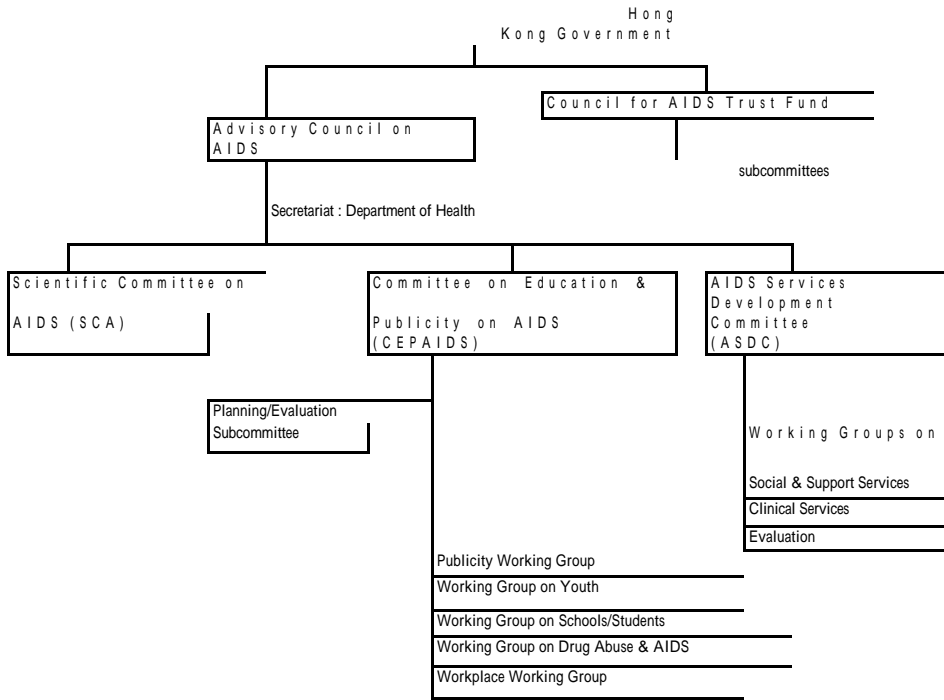 Hong
Kong Government
Council for AIDS Trust Fund
Advisory Council on
AIDS
subcommittees
Secretariat : Department of Health
Scientific Committee on
AIDS (SCA)
Committee on Education &
Publicity on AIDS
(CEPAIDS)
AIDS Services
Development
Committee
(ASDC)
Planning/Evaluation
Subcommittee
Working Groups on
Social & Support Services
Clinical Services
Evaluation
Publicity Working Group
Working Group on Youth
Working Group on Schools/Students
Working Group on Drug Abuse & AIDS
Workplace Working Group